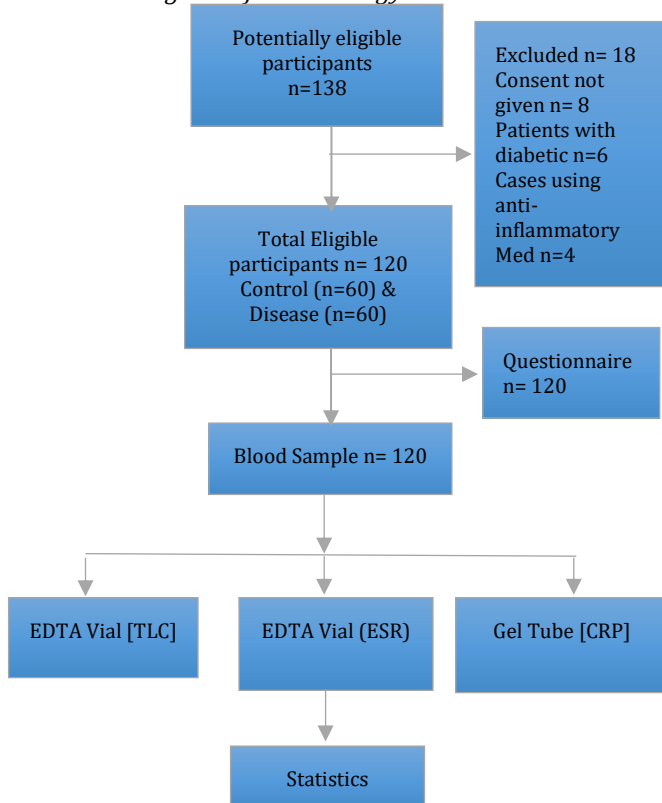 Potentially eligible
participants
n=138
Excluded n= 18
Consent not
given n= 8
Patients with
diabetic n=6
Cases using
anti-
inflammatory
Med n=4
Total Eligible
participants n= 120
Control (n=60) &
Disease (n=60)
Questionnaire
n= 120
Blood Sample n= 120
EDTA Vial [TLC]
EDTA Vial (ESR)
Gel Tube [CRP]
Statistics